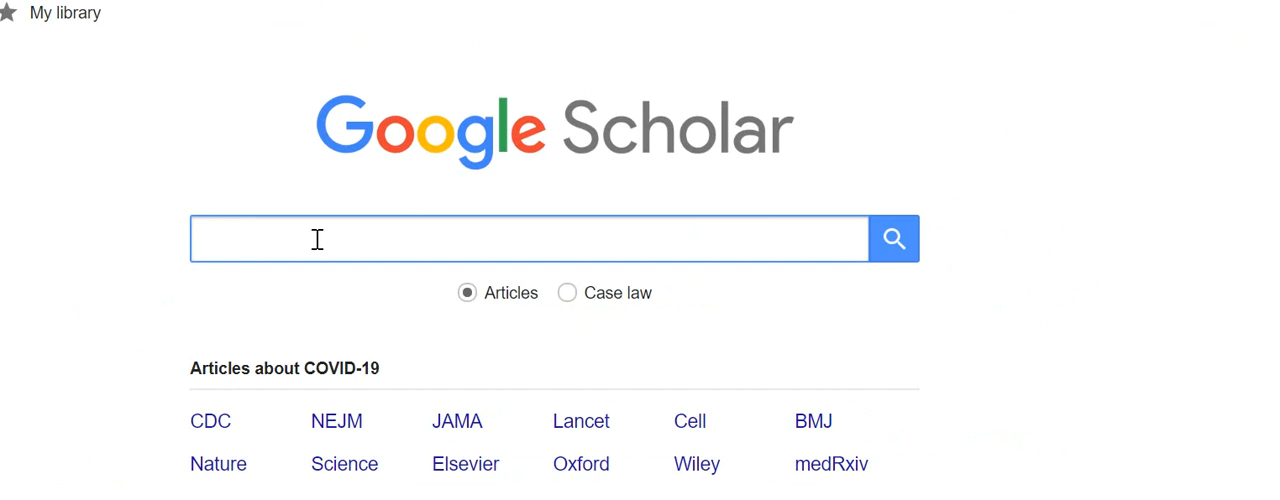 My library
Google Scholar
Articles Case law
Articles about COVID-19
CDC NEJM JAMA Lancet Cell BMJ
Nature Science Elsevier Oxford Wiley medRxiv